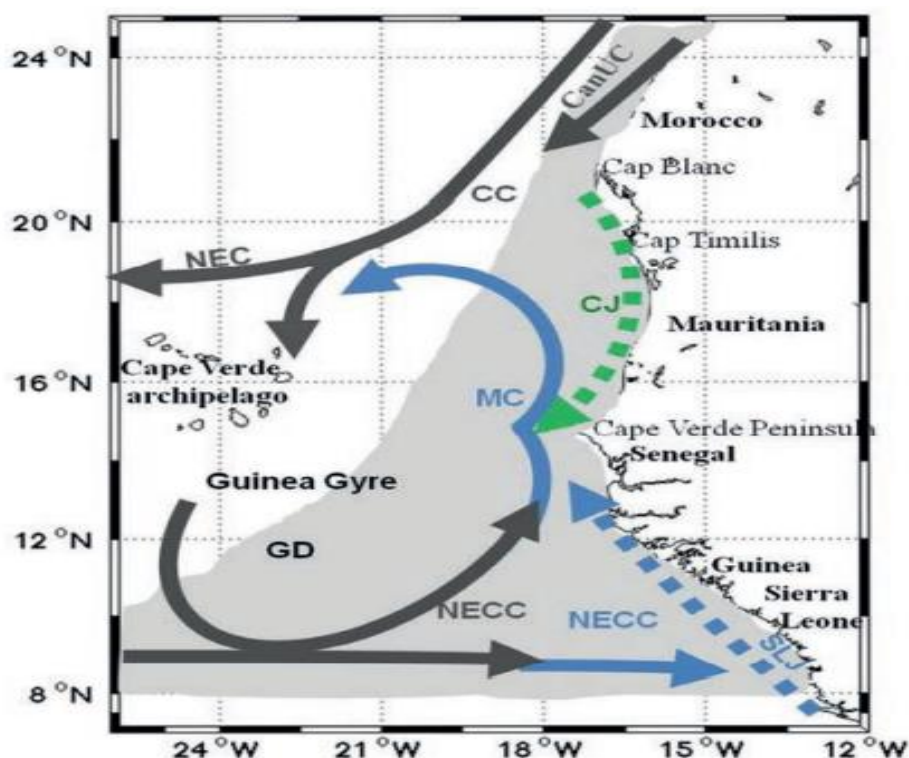 24 °N
CanUC
Morocco
Cap Blanc
CC
20 °N
Cap Timilis
NEC
CJ
Mauritania
Cape Verde
archipelago
16 °N
MC
Cape Verde Peninsula
Senegal
Guinea Gyre
12 °N
GD
Guinea
Sierra
Leone
NECC
NECC
SLJ
8 °N
24 °W
21 °W
18 °W
15 °W
12 °W